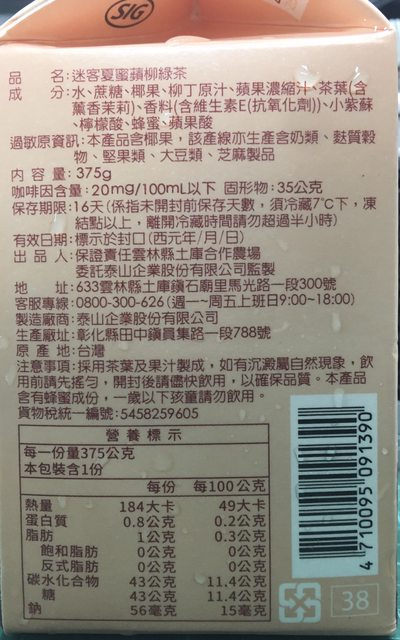 SIG
品 名:迷客夏蜜蘋柳綠茶
成 分:水、蔗糖、椰果、柳丁原汁、蘋果濃縮汁、茶葉(含
薰香茉莉)、香料(含維生素E(抗氧化劑))、小紫蘇
、檸檬酸、蜂蜜、蘋果酸
過敏原資訊:本產品含椰果，該產線亦生產含奶類、麩質穀
物、堅果類、大豆類、芝麻製品
內 容 量:375g
咖啡因含量:20mg/100mL以下 固形物:35公克
保存期限:16天(係指未開封前保存天數，須冷藏7℃下，凍
結點以上，離開冷藏時間請勿超過半小時)
有效日期:標示於封口(西元年/月/日)
出 品 人:保證責任雲林縣土庫合作農場
委託泰山企業股份有限公司監製
地 址:633雲林縣土庫鎮石廟里馬光路一段300號
客服專線:0800-300-626(週一~周五上班日9:00~18:00)
製造廠商:泰山企業股份有限公司
生產廠址:彰化縣田中鎮員集路一段788號
原 產 地:台灣
注意事項:採用茶葉及果汁製成，如有沉澱屬自然現象，飲
用前請先搖勻，開封後請儘快飲用，以確保品質。本產品
含有蜂蜜成份，一歲以下孩童請勿飲用。
貨物稅統一編號:5458259605
營養標示
每一份量375公克
本包裝含1份
每份 每100公克
熱量 184大卡 49大卡
蛋白質 0.8公克 0.2公克
脂肪 1公克 0.3公克
飽和脂肪 0公克 0公克
反式脂肪 0公克 0公克
碳水化合物 43公克 11.4公克
糖 43公克 11.4公克
鈉 56毫克 15毫克
4 710095 091390
38